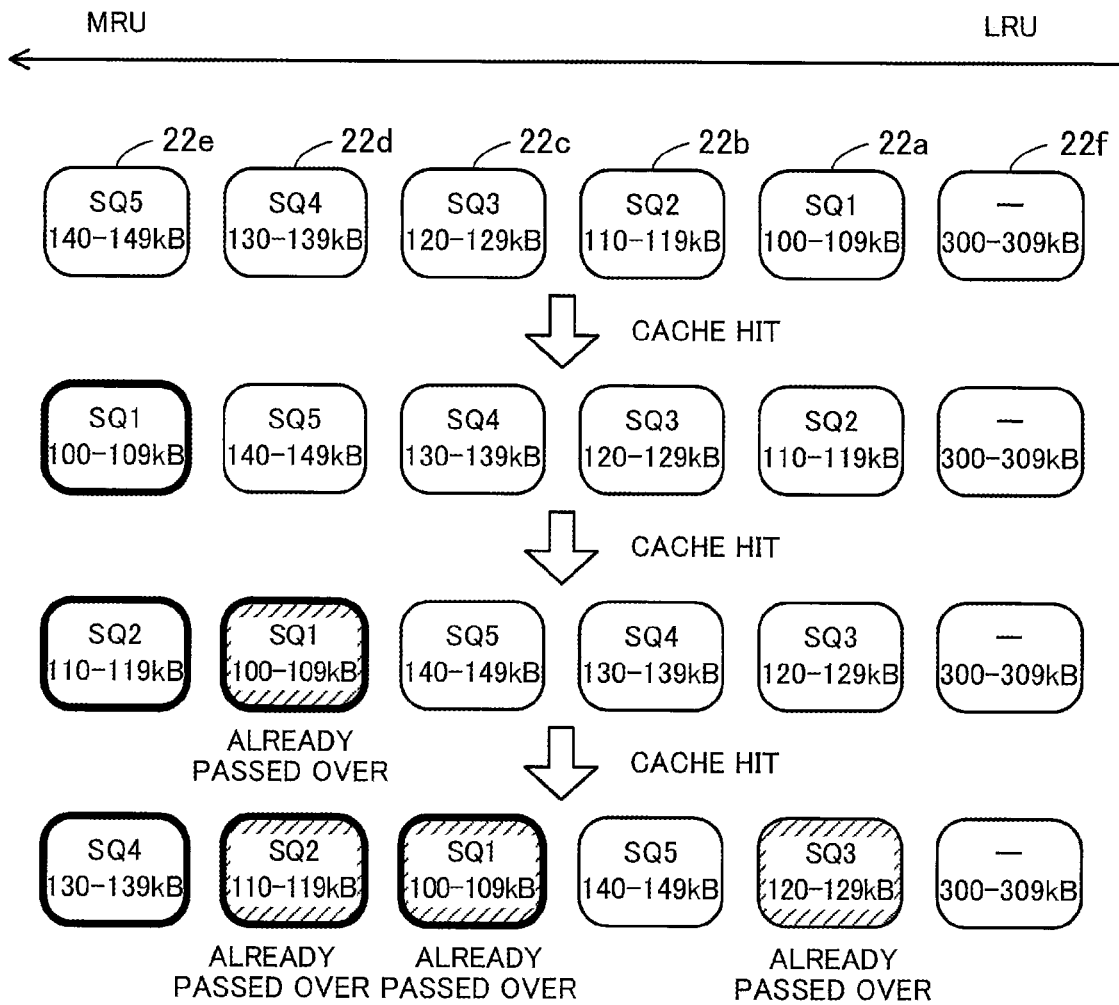 MRU LRU
22e 22d 22c 22b 22a 22f
SQ5 SQ4 SQ3 SQ2 SQ1 —
140-149kB 130-139kB 120-129kB 110-119kB 100-109kB 300-309kB
CACHE HIT
SQ1 SQ5 SQ4 SQ3 SQ2 —
100-109kB 140-149kB 130-139kB 120-129kB 110-119kB 300-309kB
CACHE HIT
SQ2 SQ1 SQ5 SQ4 SQ3 —
110-119kB 100-109kB 140-149kB 130-139kB 120-129kB 300-309kB
ALREADY
PASSED OVER
CACHE HIT
SQ4 SQ2 SQ1 SQ5 SQ3 —
130-139kB 110-119kB 100-109kB 140-149kB 120-129kB 300-309kB
ALREADY ALREADY ALREADY
PASSED OVER PASSED OVER PASSED OVER